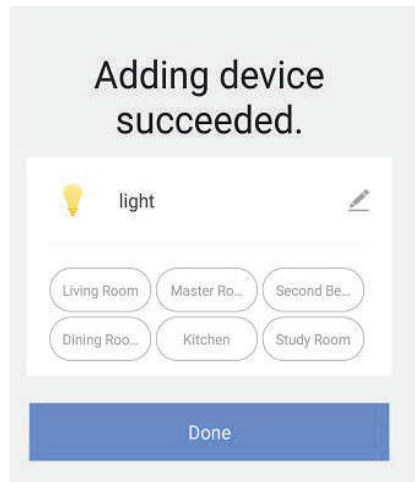 Adding device
succeeded.
light
Living Room Master Ro... Second Be...
Dining Roo... Kitchen Study Room
Done